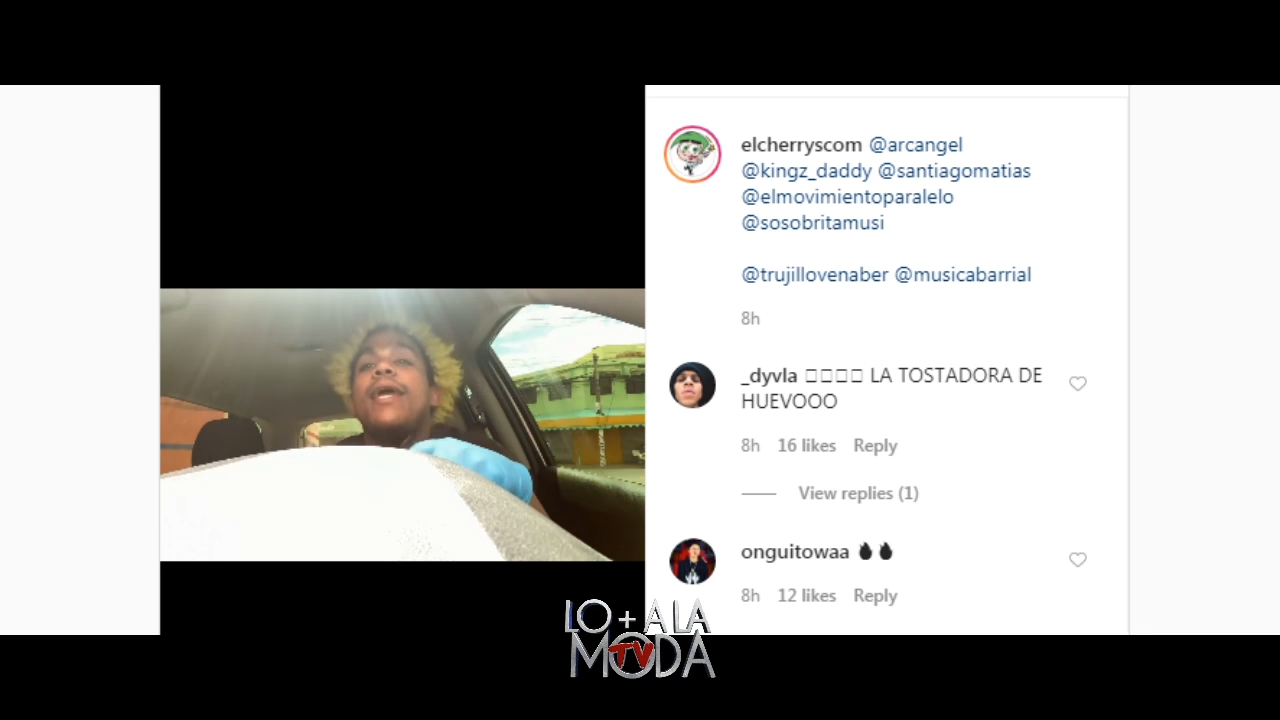 elcherryscom @arcangel
@kingz_daddy @santiagomatias
@elmovimientoparalelo
@sosobritamusi
@trujillovenaber @musicabarrial
8h
_dyvla □□□□ LA TOSTADORA DE
HUEVOOO
8h 16 likes Reply
View replies (1)
onguitowaa
8h 12 likes Reply
LO + A LA
MODA
TV